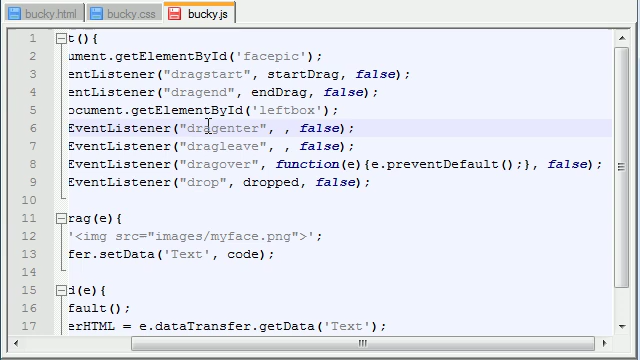 bucky.html bucky.css bucky.js
1 t(){
2 ument.getElementById('facepic');
3 entListener("dragstart", startDrag, false);
4 entListener("dragend", endDrag, false);
5 ocument.getElementById('leftbox');
6 EventListener("dragenter", , false);
7 EventListener("dragleave", , false);
8 EventListener("dragover", function(e){e.preventDefault();}, false);
9 EventListener("drop", dropped, false);
10
11 rag(e){
12 '<img src="images/myface.png">';
13 fer.setData('Text', code);
14
15 d(e){
16 fault();
17 erHTML = e.dataTransfer.getData('Text');